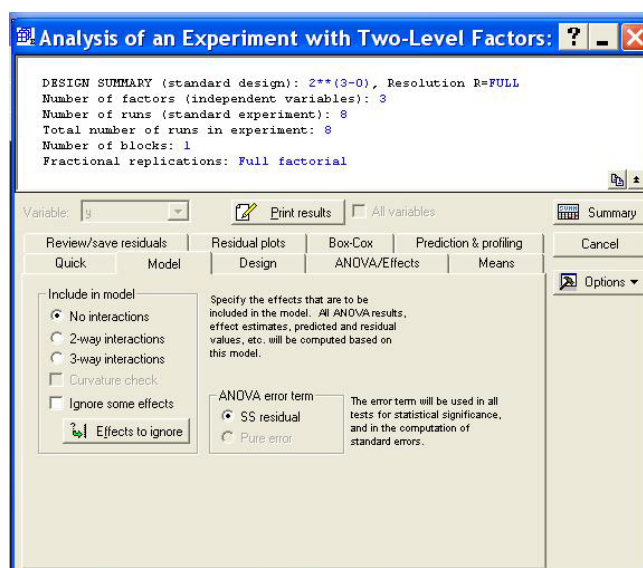 Analysis of an Experiment with Two-Level Factors:
DESIGN SUMMARY (standard design): 2**(3-0), Resolution R=FULL
Number of factors (independent variables): 3
Number of runs (standard experiment): 8
Total number of runs in experiment: 8
Number of blocks: 1
Fractional replications: Full factorial
Variable: y
Print results
All variables
Summary
Review/save residuals
Residual plots
Box-Cox
Prediction & profiling
Cancel
Quick
Model
Design
ANOVA/Effects
Means
Options
Include in model
No interactions
2-way interactions
3-way interactions
Curvature check
Ignore some effects
Effects to ignore
Specify the effects that are to be
included in the model. All ANOVA results,
effect estimates, predicted and residual
values, etc. will be computed based on
this model.
ANOVA error term
SS residual
Pure error
The error term will be used in all
tests for statistical significance,
and in the computation of
standard errors.